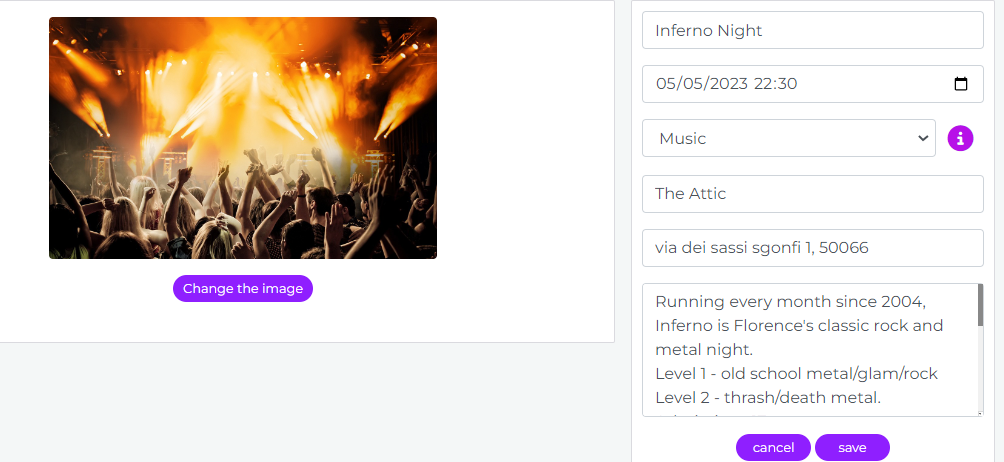 Inferno Night
05/05/2023 22:30
Music
The Attic
via dei sassi sgonfi 1, 50066
Change the image
Running every month since 2004,
Inferno is Florence's classic rock and
metal night.
Level 1 - old school metal/glam/rock
Level 2 - thrash/death metal.
cancel save